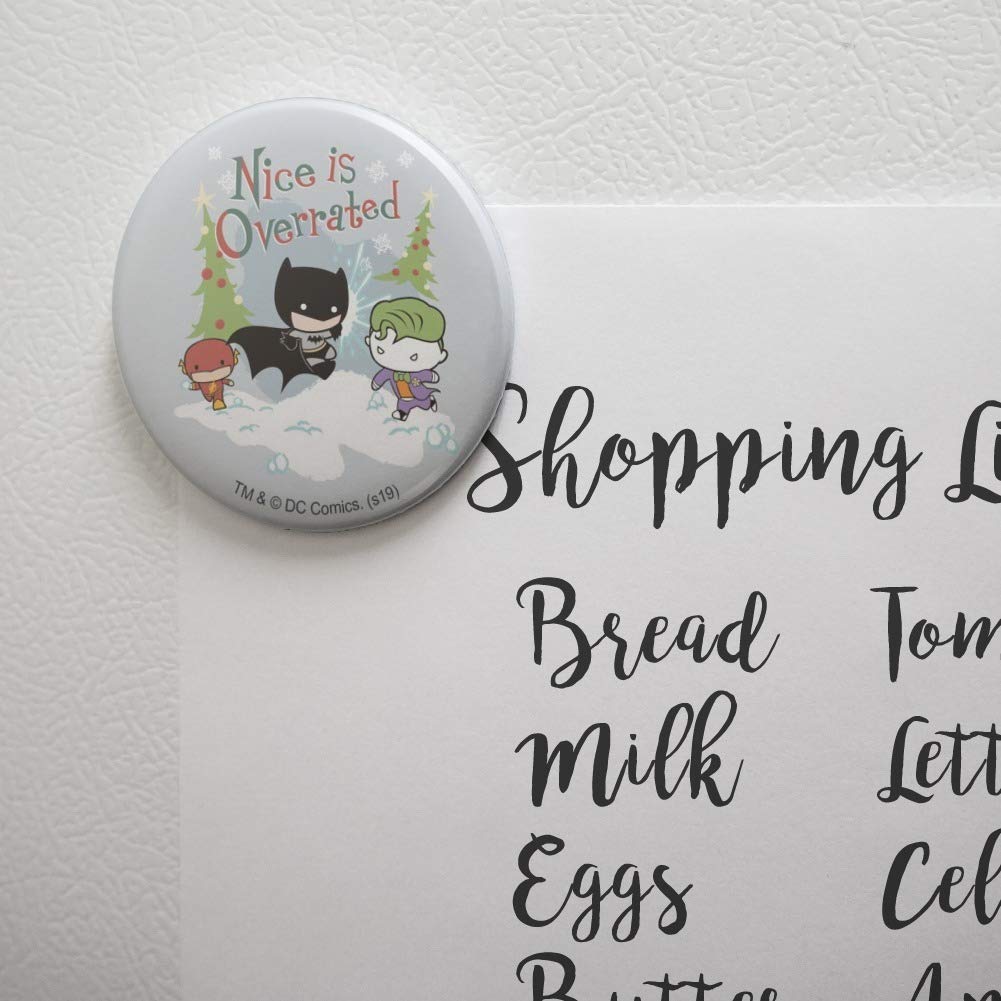 Nice is
Overrated
TM & © DC Comics. (s19)
Shopping
Bread
Milk
Eggs